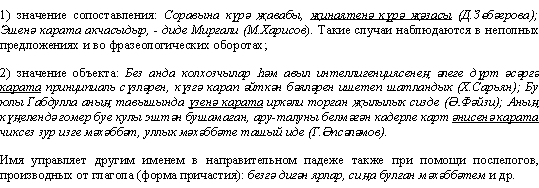 1) значение сопоставления: Соравына күрә җавабы, җинаятенә күрә җәзасы (Д.Зөбәерова);
Эшенә карата акчасыдыр, - диде Миргали (М.Харисов). Такие случаи наблюдаются в неполных
предложениях и во фразеологических оборотах;
2) значение объекта: Без анда колхозчылар һәм авыл интеллигенциясенең әлеге дүрт әсәргә
карата принципиаль сүзләрен, күзгә карап әйткән бәяләрен ишетеп шатландык (Х.Сарьян); Бу
юлы Габдулла аның тавышында үзенә карата иркәли торган җылылык сизде (Ә.Фәйзи); Аның
күңелендә гомер буе кулы эштән бушамаган, ару-талуны белмәгән кадерле карт әнисенә карата
чиксез зур изге мәхәббәт, уллык мәхәббәте ташый иде (Г.Әпсәләмов).
Имя управляет другим именем в направительном падеже также при помощи послелогов,
производных от глагола (форма причастия): безгә дигән ярлар, сиңа булган мәхәббәтем и др.